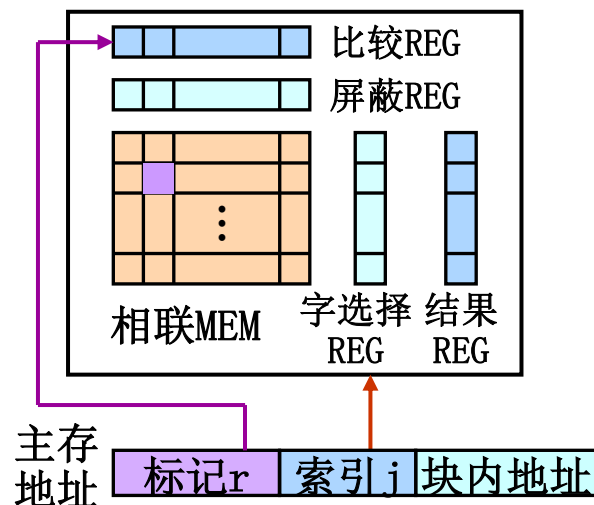 比较REG
屏蔽REG
⋮
相联MEM
字选择
REG
结果
REG
主存
地址
标记r
索引j
块内地址